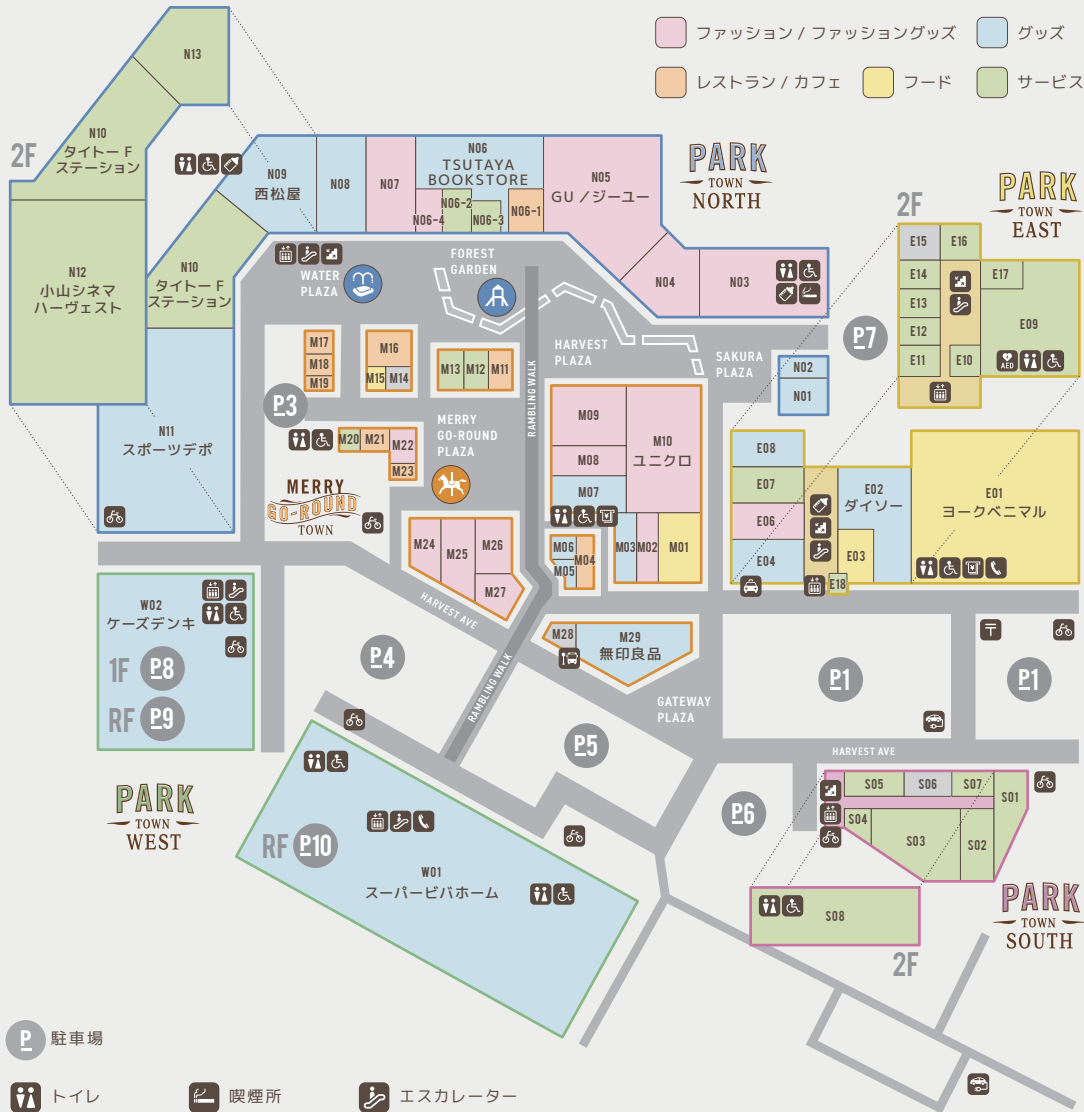 ファッション / ファッショングッズ
グッズ
レストラン / カフェ
フード
サービス
N13
2F
N10
タイトー F
ステーション
N12
小山シネマ
ハーヴェスト
N10
タイトー F
ステーション
N11
スポーツデポ
N09
西松屋
N08
N07
N06
TSUTAYA
BOOKSTORE
N06-4
N06-2
N06-3
N06-1
N05
GU /ジーユー
N04
N03
PARK
TOWN
NORTH
N02
N01
PARK
TOWN
EAST
2F
E15
E16
E14
E17
E13
E12
E09
E11
E10
AED
P7
WATER
PLAZA
FOREST
GARDEN
HARVEST
PLAZA
SAKURA
PLAZA
RAMBLING WALK
M17
M18
M19
M16
M15
M14
M13
M12
M11
P3
M20
M21
M22
M23
MERRY
GO-ROUND
PLAZA
MERRY
GO-ROUND
TOWN
M09
M08
M07
M10
ユニクロ
M06
M05
M04
M03
M02
M01
M24
M25
M26
M27
HARVEST AVE
E08
E07
E06
E04
E02
ダイソー
E03
E18
E01
ヨークベニマル
W02
ケーズデンキ
1F
P8
RF
P9
PARK
TOWN
WEST
P4
RAMBLING WALK
M28
M29
無印良品
GATEWAY
PLAZA
P5
P1
P1
HARVEST AVE
P6
S05
S06
S07
S01
S04
S03
S02
S08
2F
PARK
TOWN
SOUTH
RF
P10
W01
スーパービバホーム
P
駐車場
トイレ
喫煙所
エスカレーター